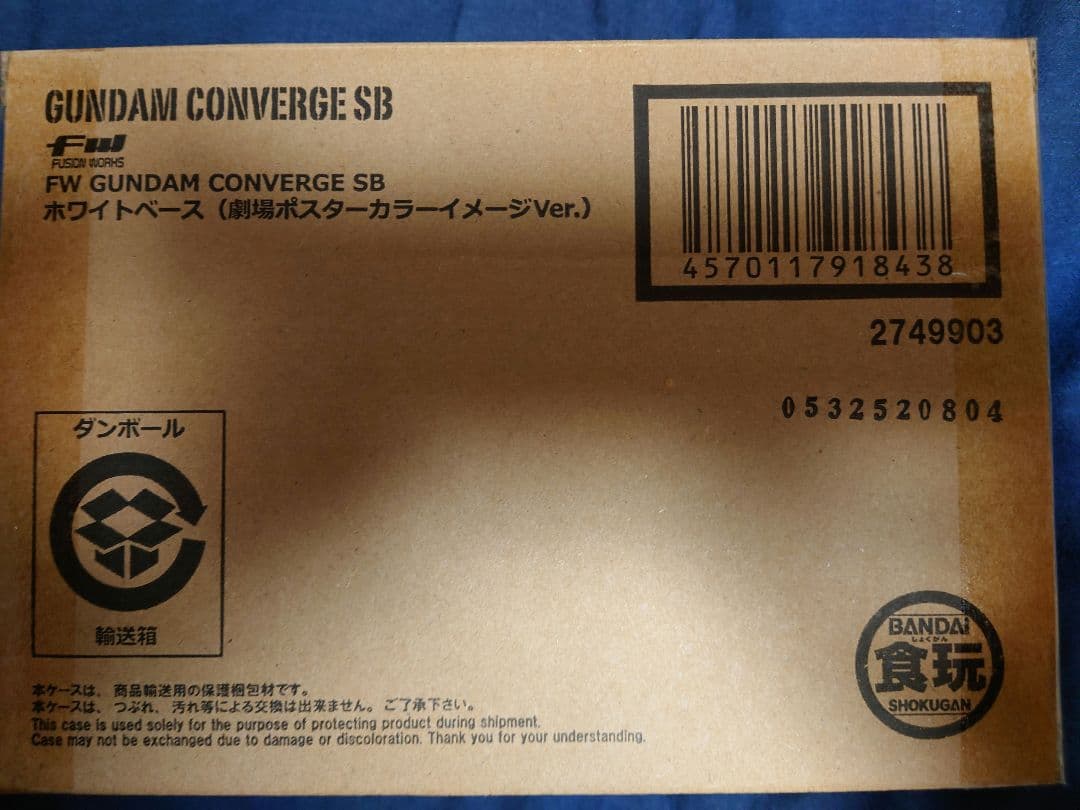 GUNDAM CONVERGE SB
FW
FUSION WORKS
FW GUNDAM CONVERGE SB
ホワイトベース（劇場ポスターカラーイメージVer.）
4570117918438
2749903
0532520804
ダンボール
輸送箱
BANDAI
しょくがん
食玩
SHOKUGAN
本ケースは、商品輸送用の保護梱包材です。
本ケースは、つぶれ、汚れ等による交換は出来ません。ご了承下さい。
This case is used solely for the purpose of protecting product during shipment.
Case may not be exchanged due to damage or discoloration. Thank you for your understanding.